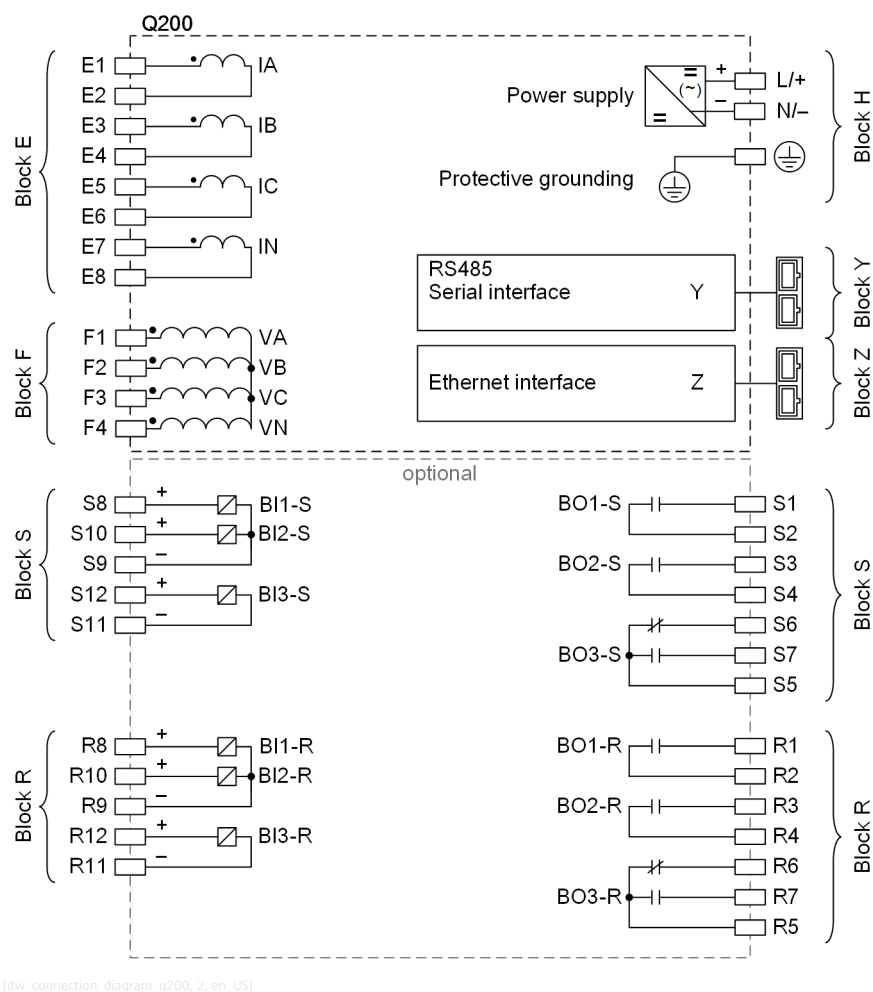 Q200
Block E
E1
IA
E2
E3
IB
E4
E5
IC
E6
E7
IN
E8
Block F
F1
VA
F2
VB
F3
VC
F4
VN
Power supply
=
(~)
=
+
L/+
–
N/–
Protective grounding
Block H
RS485
Serial interface
Y
Block Y
Ethernet interface
Z
Block Z
optional
Block S
S8
+
BI1-S
S10
+
BI2-S
S9
–
S12
+
BI3-S
S11
–
BO1-S
S1
S2
BO2-S
S3
S4
S6
BO3-S
S7
S5
Block S
Block R
R8
+
BI1-R
R10
+
BI2-R
R9
–
R12
+
BI3-R
R11
–
BO1-R
R1
R2
BO2-R
R3
R4
R6
BO3-R
R7
R5
Block R
[dw_connection_diagram_q200, 2, en_US]